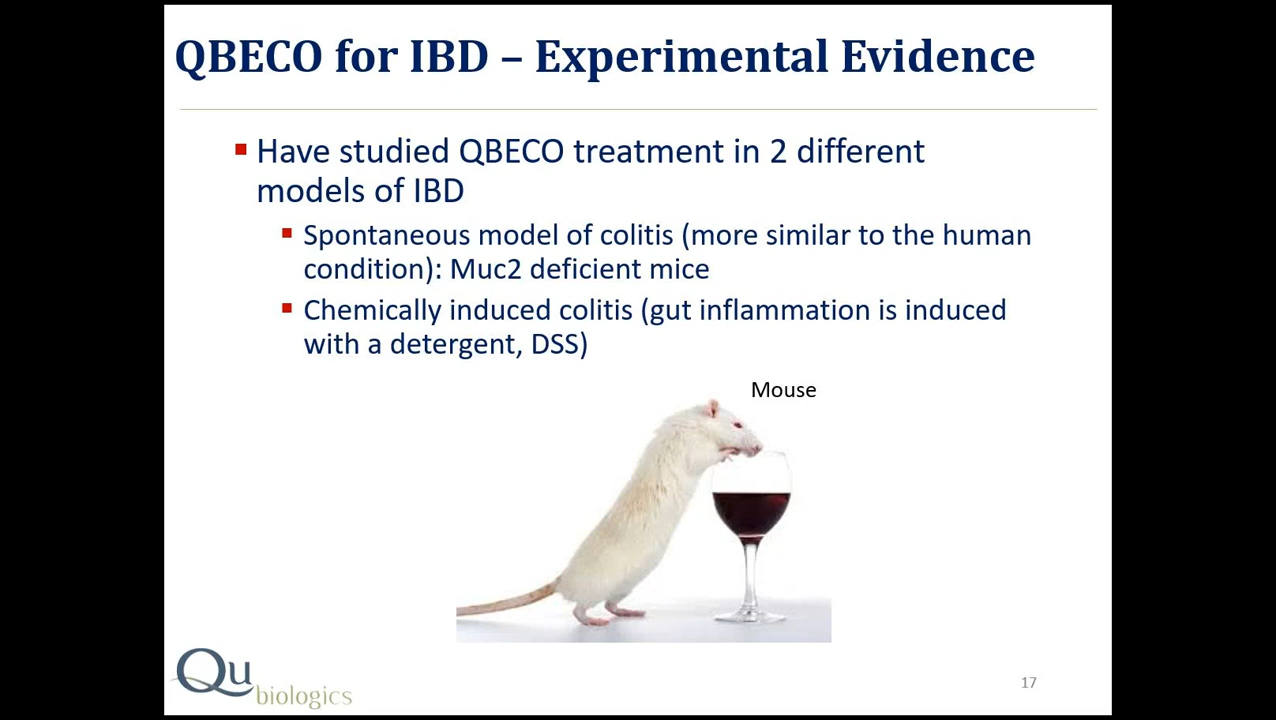 QBECO for IBD – Experimental Evidence
Have studied QBECO treatment in 2 different
models of IBD
Spontaneous model of colitis (more similar to the human
condition): Muc2 deficient mice
Chemically induced colitis (gut inflammation is induced
with a detergent, DSS)
Mouse
Qu
biologics
17